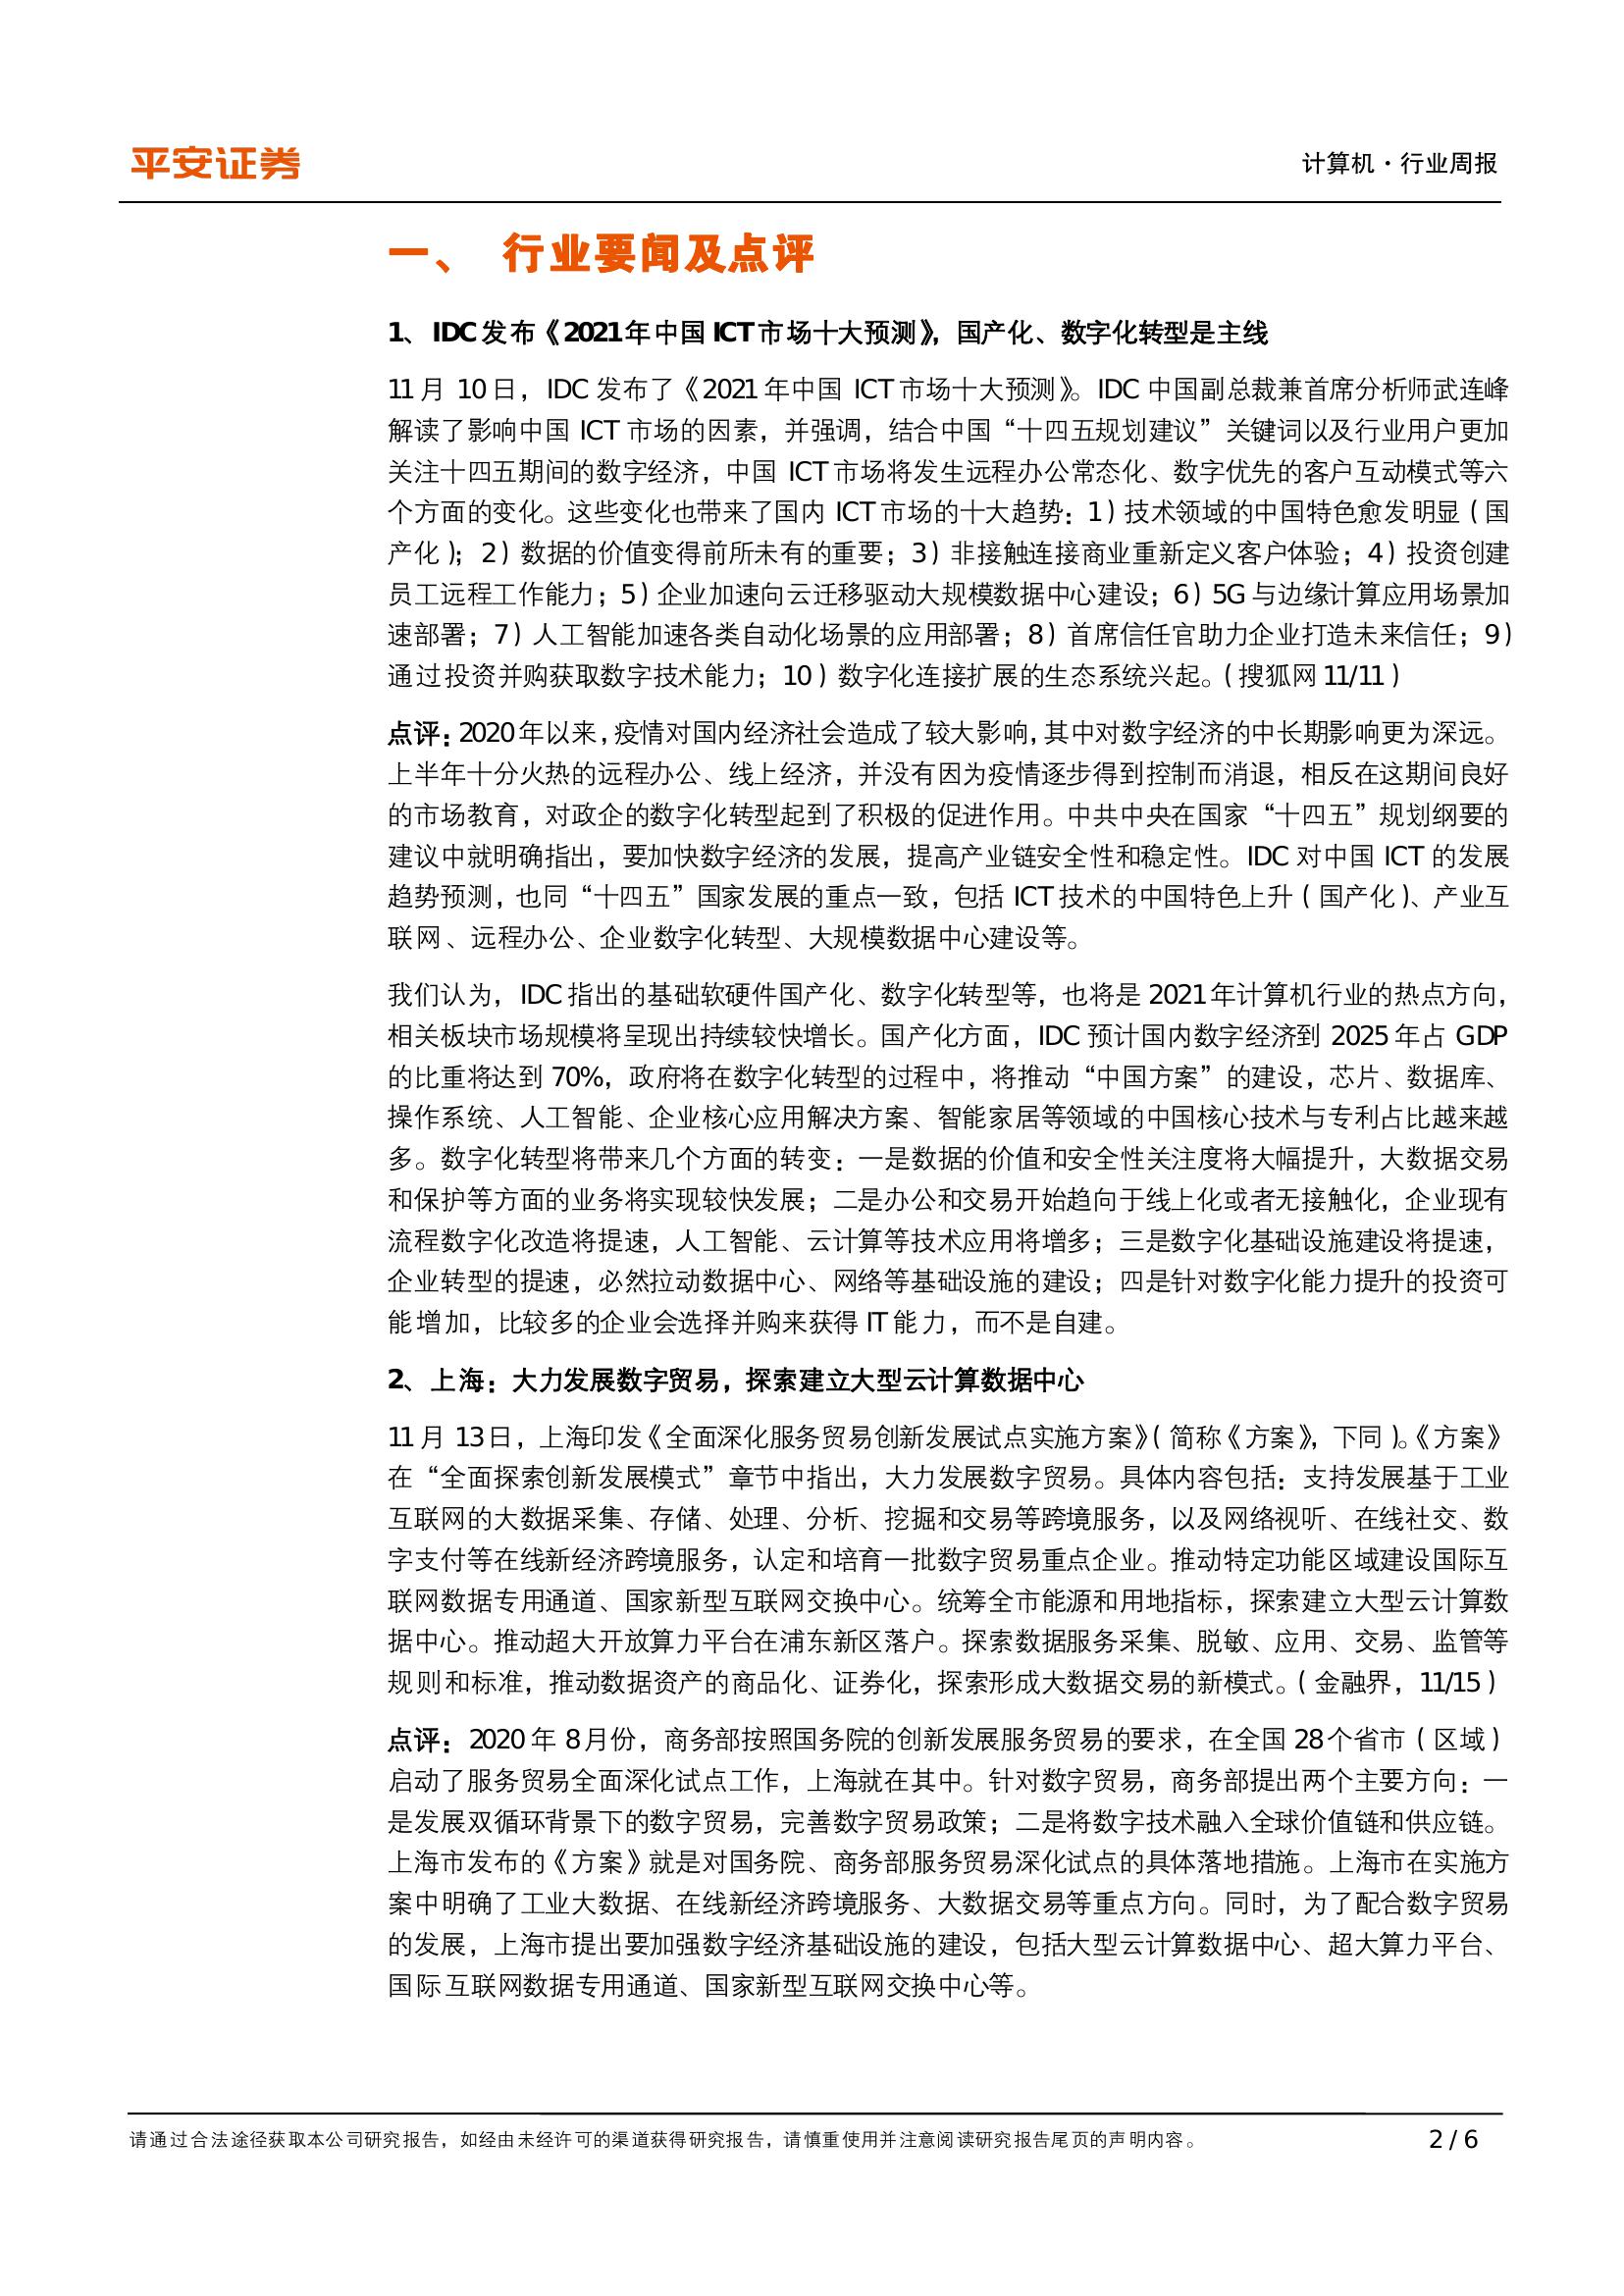 平安证券
计算机·行业周报
一、 行业要闻及点评
1、IDC发布《2021年中国ICT市场十大预测》，国产化、数字化转型是主线
11月10日，IDC发布了《2021年中国ICT市场十大预测》。IDC中国副总裁兼首席分析师武连峰
解读了影响中国ICT市场的因素，并强调，结合中国“十四五规划建议”关键词以及行业用户更加
关注十四五期间的数字经济，中国ICT市场将发生远程办公常态化、数字优先的客户互动模式等六
个方面的变化。这些变化也带来了国内ICT市场的十大趋势：1）技术领域的中国特色愈发明显（国
产化）；2）数据的价值变得前所未有的重要；3）非接触连接商业重新定义客户体验；4）投资创建
员工远程工作能力；5）企业加速向云迁移驱动大规模数据中心建设；6）5G与边缘计算应用场景加
速部署；7）人工智能加速各类自动化场景的应用部署；8）首席信任官助力企业打造未来信任；9）
通过投资并购获取数字技术能力；10）数字化连接扩展的生态系统兴起。（搜狐网11/11）
点评：2020年以来，疫情对国内经济社会造成了较大影响，其中对数字经济的中长期影响更为深远。
上半年十分火热的远程办公、线上经济，并没有因为疫情逐步得到控制而消退，相反在这期间良好
的市场教育，对政企的数字化转型起到了积极的促进作用。中共中央在国家“十四五”规划纲要的
建议中就明确指出，要加快数字经济的发展，提高产业链安全性和稳定性。IDC对中国ICT的发展
趋势预测，也同“十四五”国家发展的重点一致，包括ICT技术的中国特色上升（国产化）、产业互
联网、远程办公、企业数字化转型、大规模数据中心建设等。
我们认为，IDC指出的基础软硬件国产化、数字化转型等，也将是2021年计算机行业的热点方向，
相关板块市场规模将呈现出持续较快增长。国产化方面，IDC预计国内数字经济到2025年占GDP
的比重将达到70%，政府将在数字化转型的过程中，将推动“中国方案”的建设，芯片、数据库、
操作系统、人工智能、企业核心应用解决方案、智能家居等领域的中国核心技术与专利占比越来越
多。数字化转型将带来几个方面的转变：一是数据的价值和安全性关注度将大幅提升，大数据交易
和保护等方面的业务将实现较快发展；二是办公和交易开始趋向于线上化或者无接触化，企业现有
流程数字化改造将提速，人工智能、云计算等技术应用将增多；三是数字化基础设施建设将提速，
企业转型的提速，必然拉动数据中心、网络等基础设施的建设；四是针对数字化能力提升的投资可
能增加，比较多的企业会选择并购来获得IT能力，而不是自建。
2、上海：大力发展数字贸易，探索建立大型云计算数据中心
11月13日，上海印发《全面深化服务贸易创新发展试点实施方案》（简称《方案》，下同）。《方案》
在“全面探索创新发展模式”章节中指出，大力发展数字贸易。具体内容包括：支持发展基于工业
互联网的大数据采集、存储、处理、分析、挖掘和交易等跨境服务，以及网络视听、在线社交、数
字支付等在线新经济跨境服务，认定和培育一批数字贸易重点企业。推动特定功能区域建设国际互
联网数据专用通道、国家新型互联网交换中心。统筹全市能源和用地指标，探索建立大型云计算数
据中心。推动超大开放算力平台在浦东新区落户。探索数据服务采集、脱敏、应用、交易、监管等
规则和标准，推动数据资产的商品化、证券化，探索形成大数据交易的新模式。（金融界，11/15）
点评：2020年8月份，商务部按照国务院的创新发展服务贸易的要求，在全国28个省市（区域）
启动了服务贸易全面深化试点工作，上海就在其中。针对数字贸易，商务部提出两个主要方向：一
是发展双循环背景下的数字贸易，完善数字贸易政策；二是将数字技术融入全球价值链和供应链。
上海市发布的《方案》就是对国务院、商务部服务贸易深化试点的具体落地措施。上海市在实施方
案中明确了工业大数据、在线新经济跨境服务、大数据交易等重点方向。同时，为了配合数字贸易
的发展，上海市提出要加强数字经济基础设施的建设，包括大型云计算数据中心、超大算力平台、
国际互联网数据专用通道、国家新型互联网交换中心等。
请通过合法途径获取本公司研究报告，如经由未经许可的渠道获得研究报告，请慎重使用并注意阅读研究报告尾页的声明内容。
2 / 6